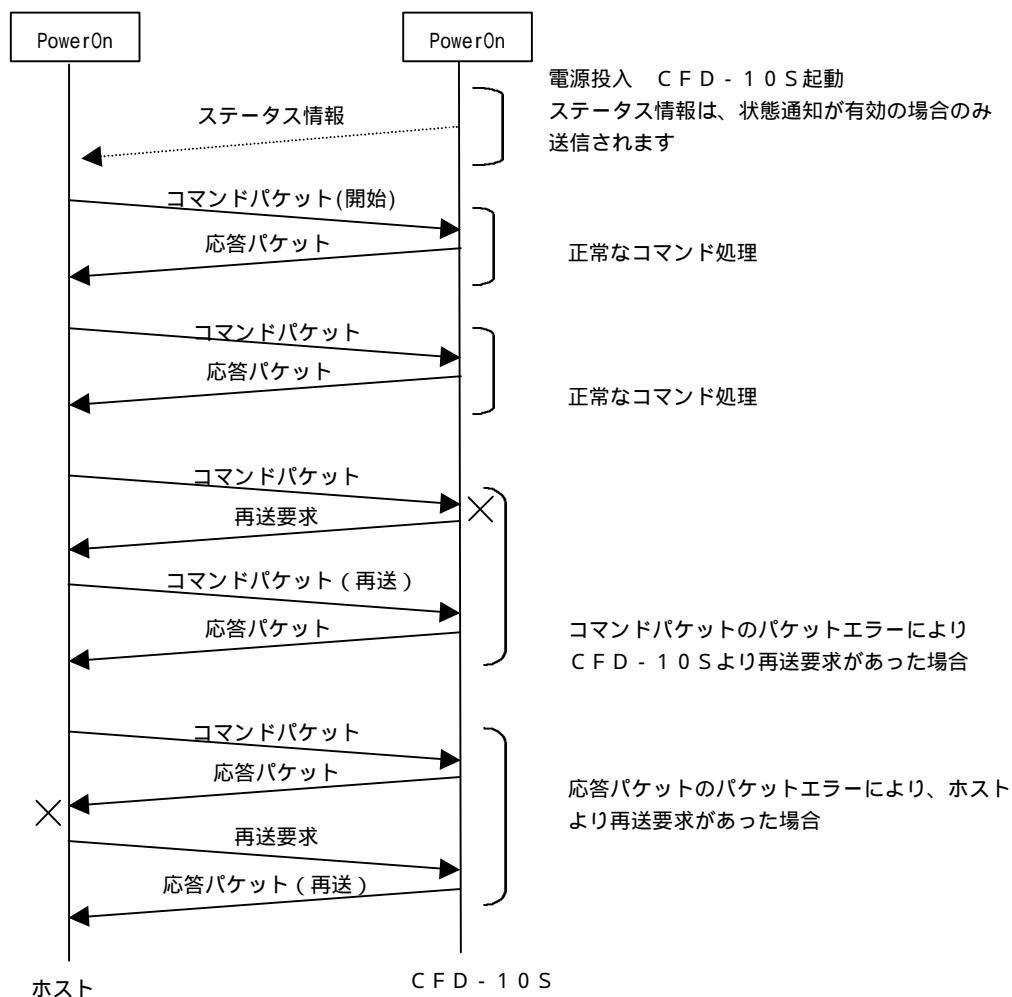 PowerOn
PowerOn
電源投入　ＣＦＤ‐１０Ｓ起動
ステータス情報は、状態通知が有効の場合のみ
送信されます
ステータス情報
コマンドパケット(開始)
応答パケット
正常なコマンド処理
コマンドパケット
応答パケット
正常なコマンド処理
コマンドパケット
再送要求
コマンドパケット（再送）
応答パケット
コマンドパケットのパケットエラーにより
ＣＦＤ‐１０Ｓより再送要求があった場合
コマンドパケット
応答パケット
応答パケットのパケットエラーにより、ホスト
より再送要求があった場合
再送要求
応答パケット（再送）
ホスト
ＣＦＤ‐１０Ｓ